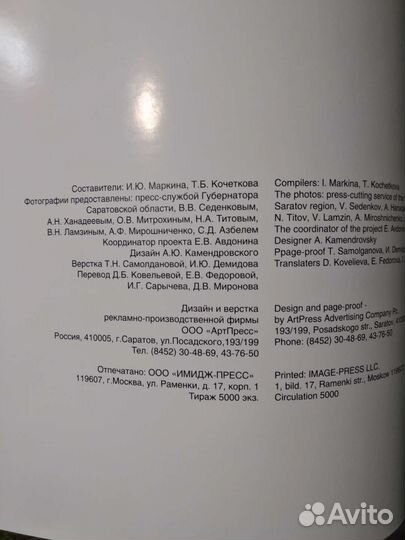 Составители: И.Ю. Маркина, Т.Б. Кочеткова
Фотографии предоставлены: пресс-службой Губернатора
Саратовской области, В.В. Седенковым,
А.Н. Ханадеевым, О.В. Митрохиным, Н.А. Титовым,
В.Н. Ламзиным, А.Ф. Мирошниченко, С.Д. Азбелем
Координатор проекта Е.В. Авдонина
Дизайн А.Ю. Камендровского
Верстка Т.Н. Самолдановой, И.Ю. Демидова
Перевод Д.Б. Ковельевой, Е.В. Федоровой,
И.Г. Сарычева, Д.В. Миронова
Дизайн и верстка
рекламно-производственной фирмы
ООО «АртПресс»
Россия, 410005, г.Саратов, ул.Посадского,193/199
Тел. (8452) 30-48-69, 43-76-50
Отпечатано: ООО «ИМИДЖ-ПРЕСС»
119607, г.Москва, ул. Раменки, д. 17, корп. 1
Тираж 5000 экз.
Compilers: I. Markina, T. Kochetkova
The photos: press-cutting service of the
Saratov region, V. Sedenkov, A.
N. Titov, V. Lamzin, A. Miroshnichenko
The coordinator of the project E.
Designer A. Kamendrovsky
Ppage-proof T. Samolganova, И.
Translaters D. Kovelieva, E. Fedorova,
Design and page-proof -
by ArtPress Advertising Company
193/199, Posadskogo str., Saratov,
Phone: (8452) 30-48-69, 43-76-50
Printed: IMAGE-PRESS LLC.
1, bild. 17, Ramenki str., Moskow
Circulation 5000
Avito